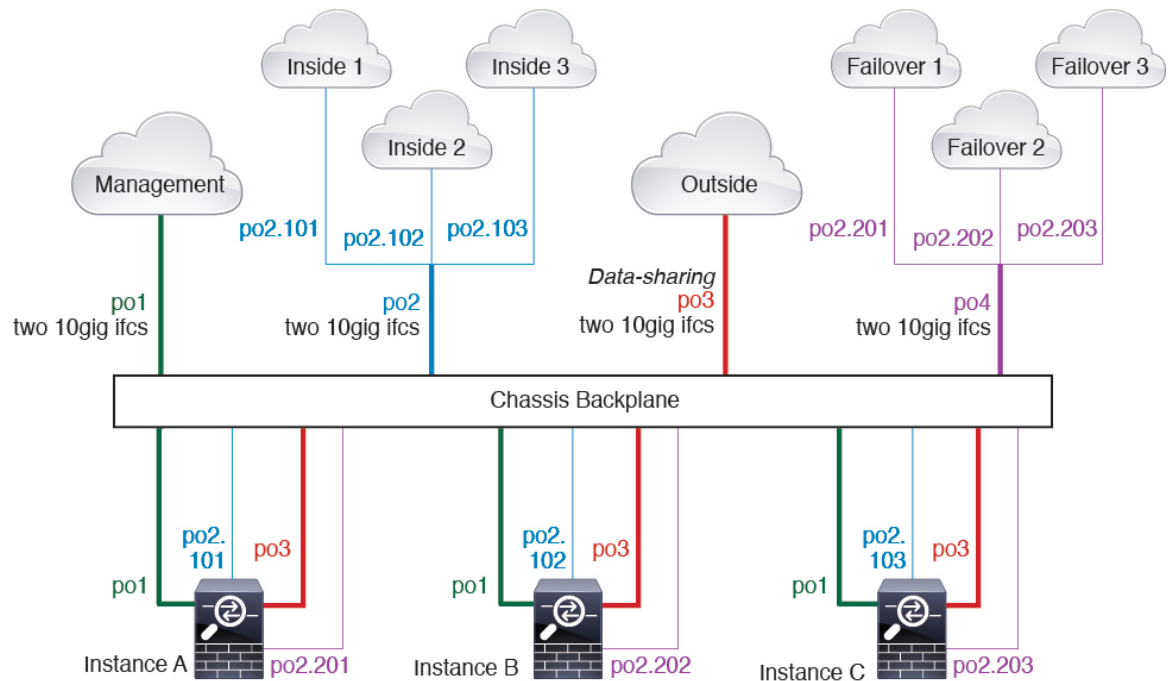 Inside 1
Inside 3
Failover 1
Failover 3
Inside 2
Failover 2
Management
Outside
po2.101
po2.102
po2.103
po2.201
po2.202
po2.203
Data-sharing
po1
two 10gig ifcs
po2
two 10gig ifcs
po3
two 10gig ifcs
po4
two 10gig ifcs
Chassis Backplane
po2.
101
po3
po1
Instance A
po2.201
po2.
102
po3
po1
Instance B
po2.202
po2.
103
po3
po1
Instance C
po2.203